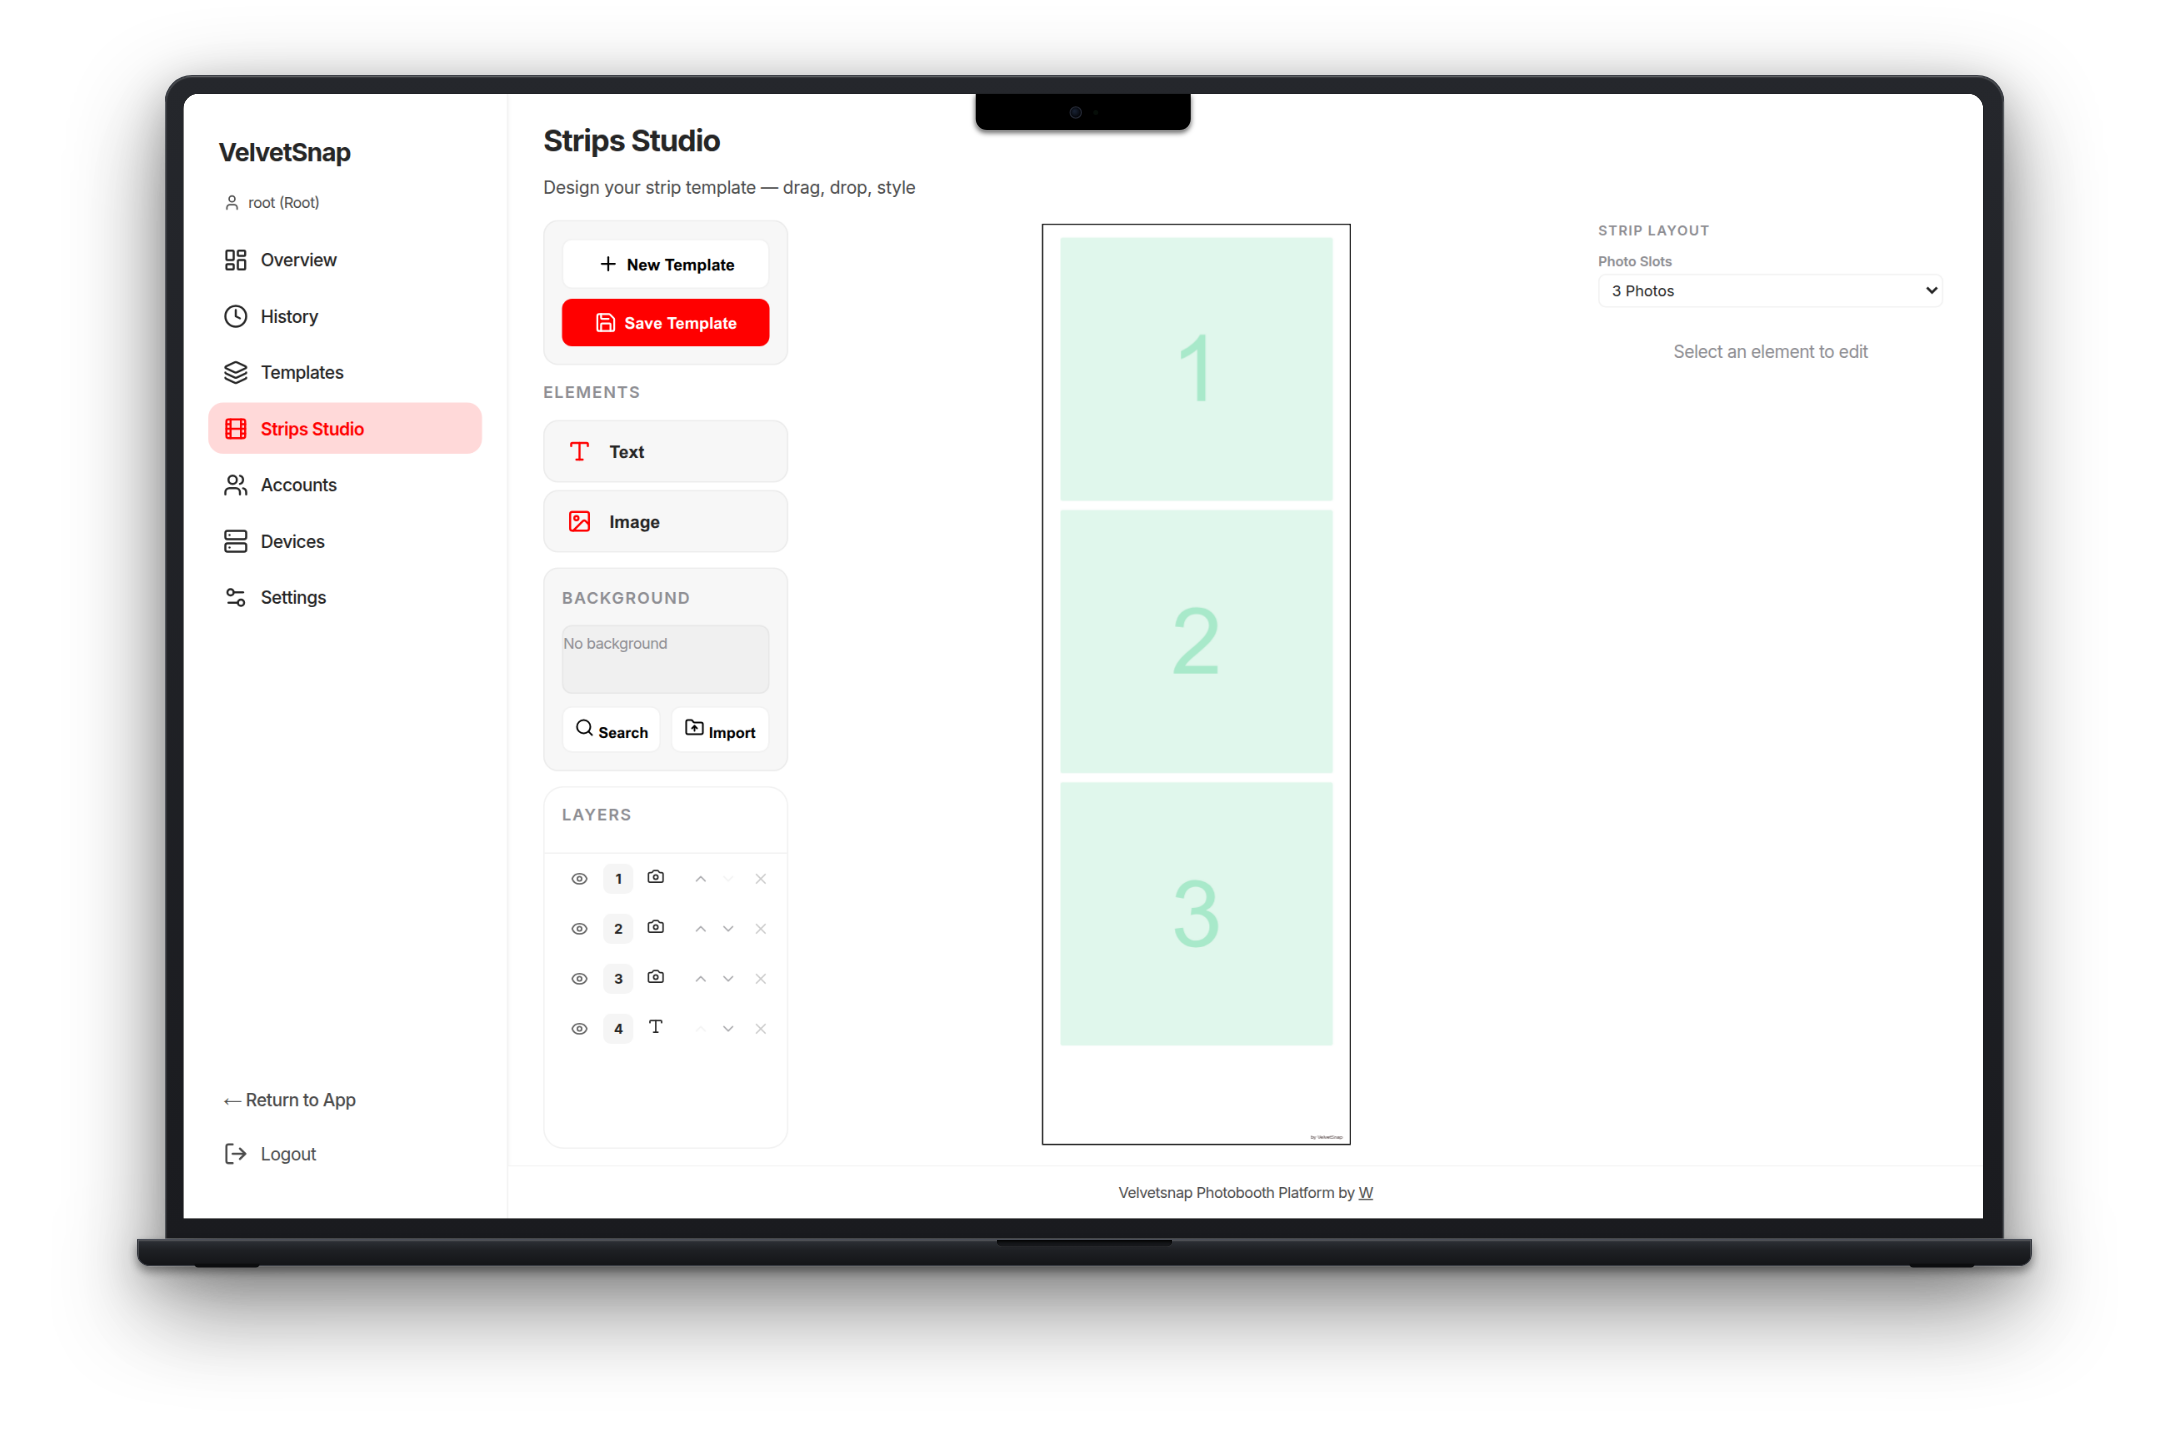 VelvetSnap
root (Root)
Overview
History
Templates
Strips Studio
Accounts
Devices
Settings
← Return to App
Logout
Strips Studio
Design your strip template — drag, drop, style
New Template
Save Template
ELEMENTS
Text
Image
BACKGROUND
No background
Search
Import
LAYERS
1
2
3
4
1
2
3
by VelvetSnap
STRIP LAYOUT
Photo Slots
3 Photos
Select an element to edit
Velvetsnap Photobooth Platform by W